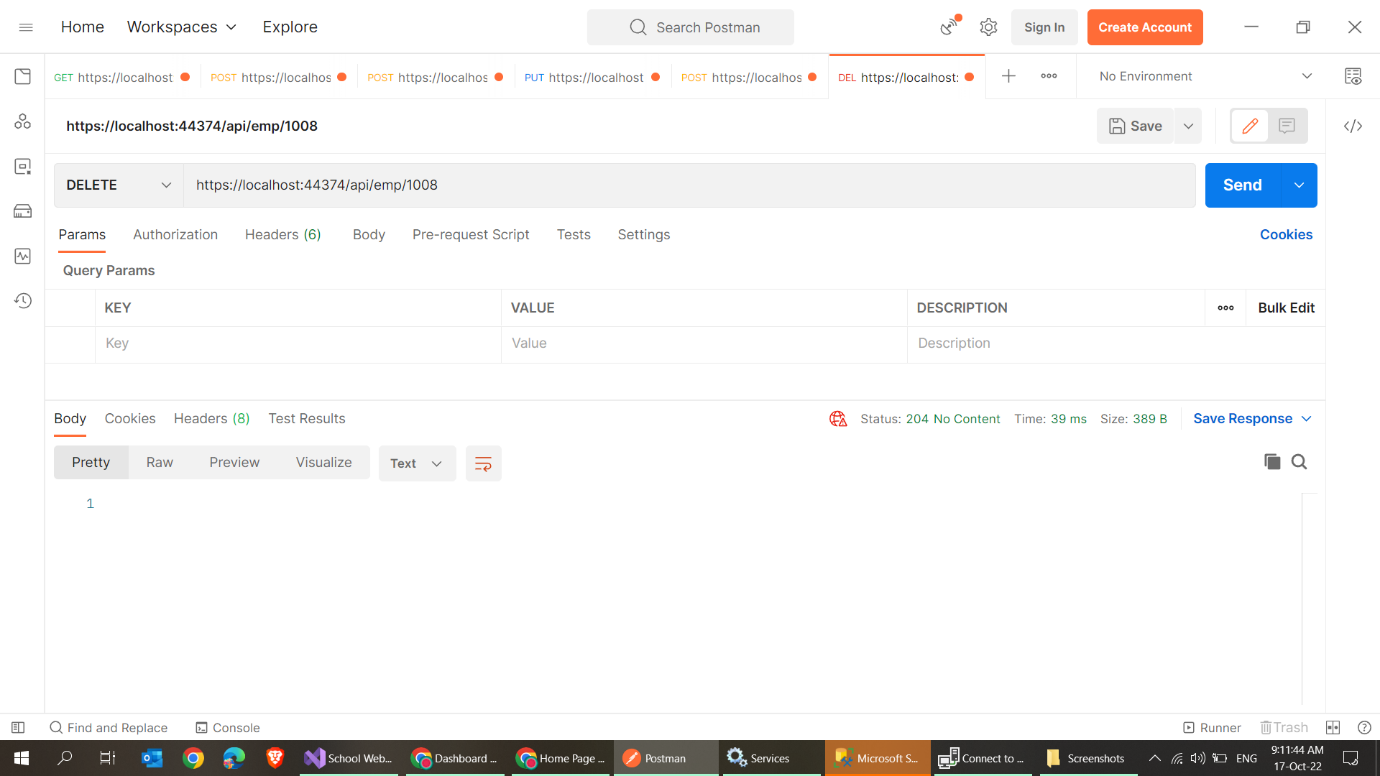 Home Workspaces Explore Search Postman Sign In Create Account
GET https://localhost POST https://localhos POST https://localhos PUT https://localhost POST https://localhos DEL https://localhost: No Environment
https://localhost:44374/api/emp/1008 Save
DELETE https://localhost:44374/api/emp/1008 Send
Params Authorization Headers (6) Body Pre-request Script Tests Settings Cookies
Query Params
KEY VALUE DESCRIPTION Bulk Edit
Key Value Description
Body Cookies Headers (8) Test Results Status: 204 No Content Time: 39 ms Size: 389 B Save Response
Pretty Raw Preview Visualize Text
1
Find and Replace Console Runner Trash
School Web... Dashboard ... Home Page ... Postman Services Microsoft S... Connect to ... Screenshots ENG 9:11:44 AM
17-Oct-22